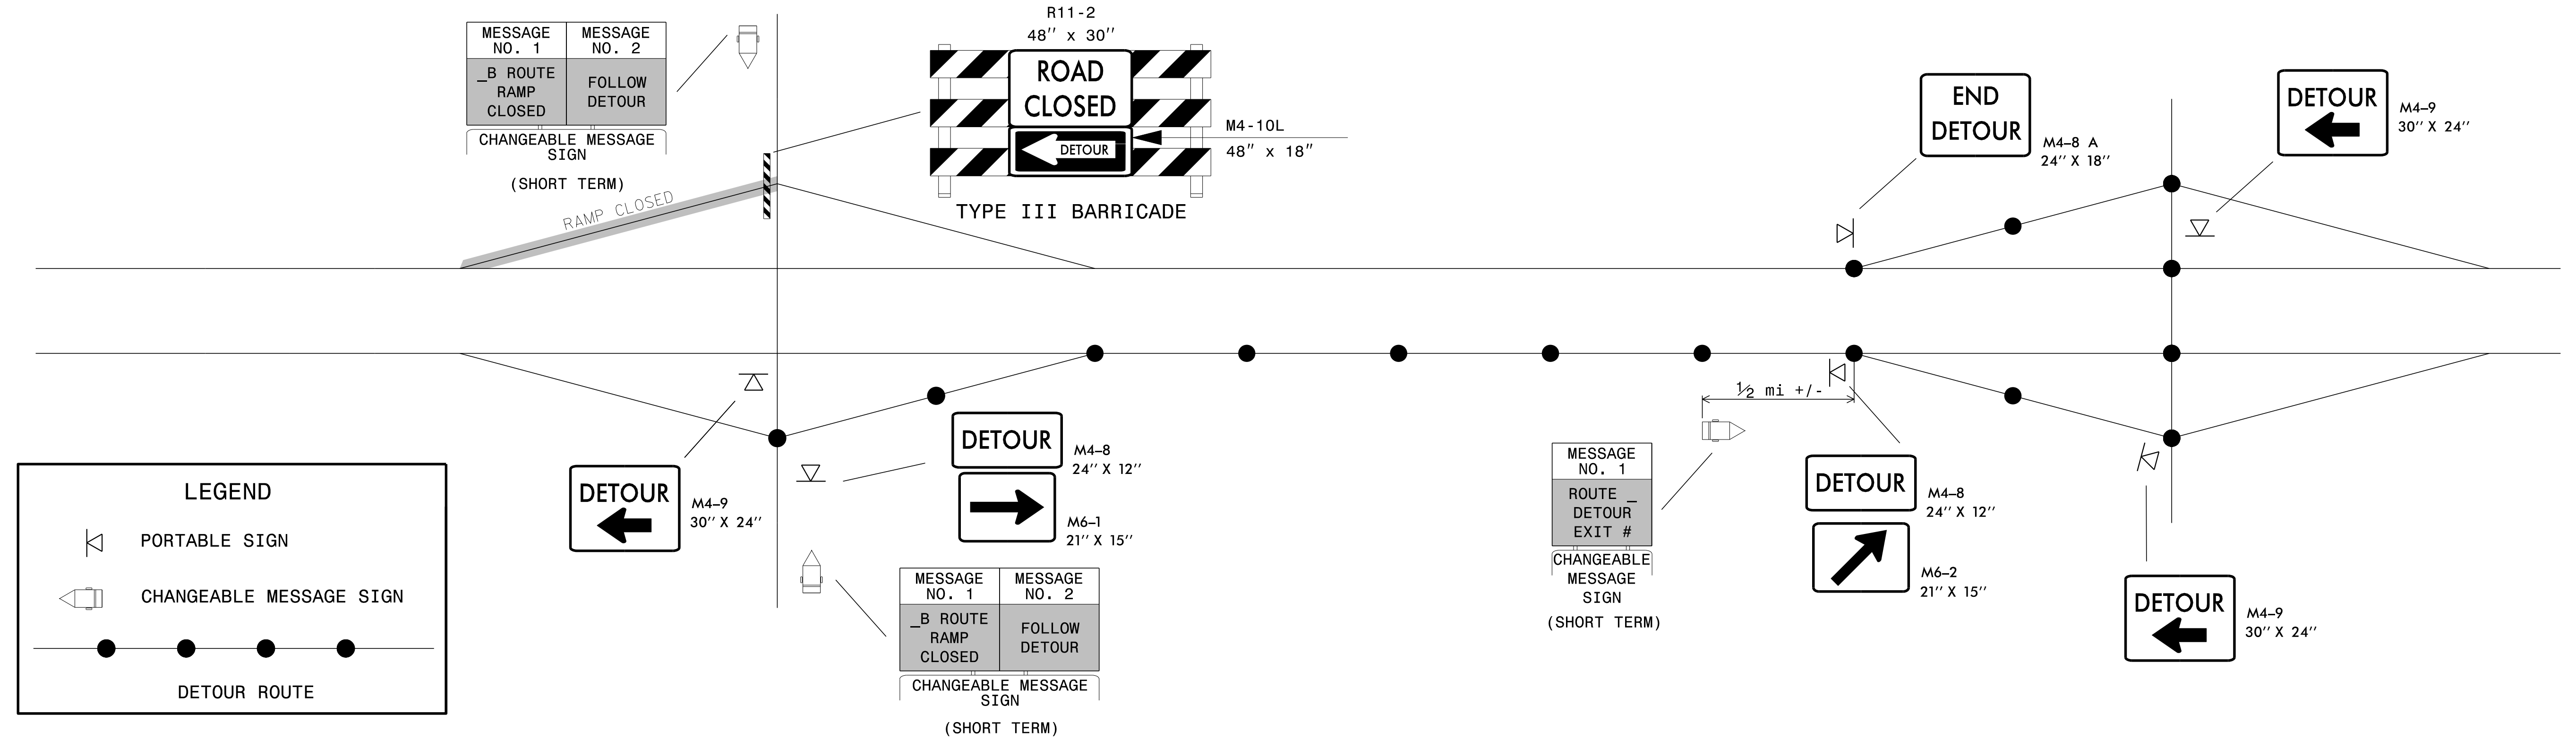 MESSAGE NO. 1
MESSAGE NO. 2
_B ROUTE
RAMP
CLOSED
FOLLOW
DETOUR
CHANGEABLE MESSAGE
SIGN
(SHORT TERM)
RAMP CLOSED
R11-2
48" x 30"
ROAD
CLOSED
DETOUR
M4-10L
48" x 18"
TYPE III BARRICADE
END
DETOUR
M4-8 A
24" X 18"
DETOUR
M4-9
30" X 24"
DETOUR
M4-9
30" X 24"
DETOUR
M4-8
24" X 12"
M6-1
21" X 15"
MESSAGE NO. 1
MESSAGE NO. 2
_B ROUTE
RAMP
CLOSED
FOLLOW
DETOUR
CHANGEABLE MESSAGE
SIGN
(SHORT TERM)
1/2 mi +/-
MESSAGE
NO. 1
ROUTE _
DETOUR
EXIT #
CHANGEABLE
MESSAGE
SIGN
(SHORT TERM)
DETOUR
M4-8
24" X 12"
M6-2
21" X 15"
DETOUR
M4-9
30" X 24"
LEGEND
PORTABLE SIGN
CHANGEABLE MESSAGE SIGN
DETOUR ROUTE